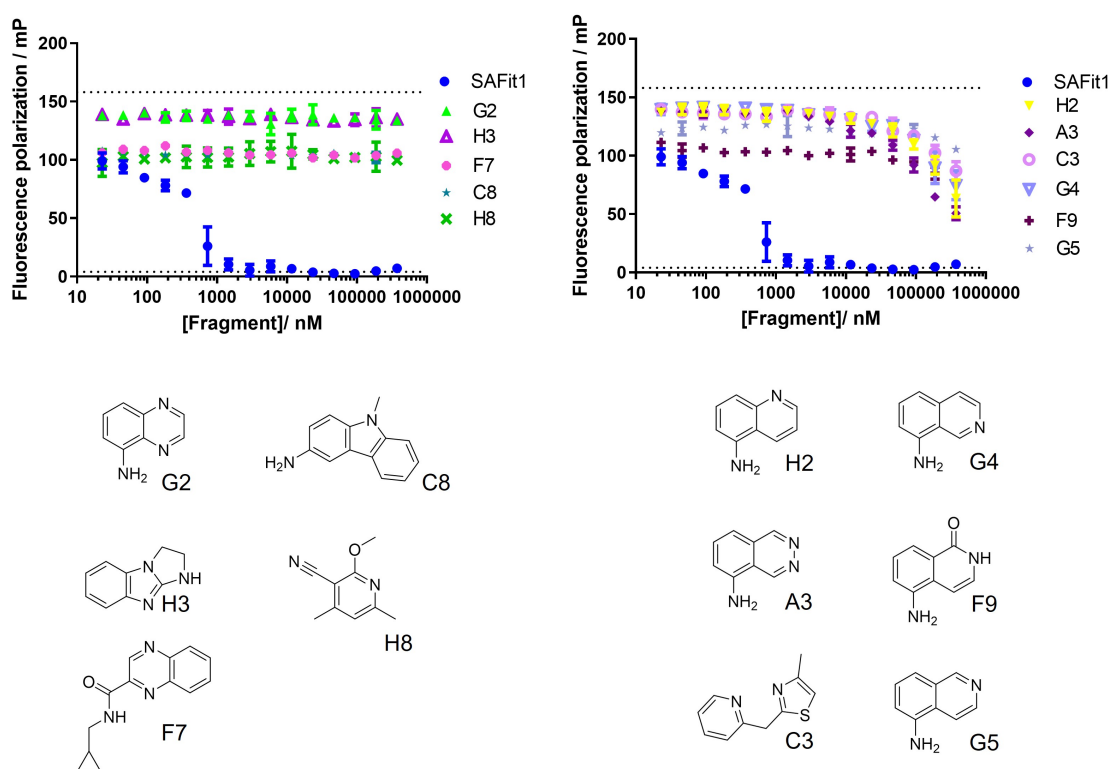 Fluorescence polarization / mP
200
150
100
50
0
10
100
1000
10000
1000000
1000000
[Fragment]/ nM
SAFit1
G2
H3
F7
C8
H8
Fluorescence polarization / mP
200
150
100
50
0
10
100
1000
10000
100000
1000000
[Fragment]/ nM
SAFit1
H2
A3
C3
G4
F9
G5
N
N
NH2
G2
N
H2N
C8
N
NH
N
H3
N
O
N
H8
N
N
O
NH
F7
N
NH2
H2
N
NH2
G4
N
N
NH2
A3
O
NH
NH2
F9
N
N
S
C3
N
NH2
G5